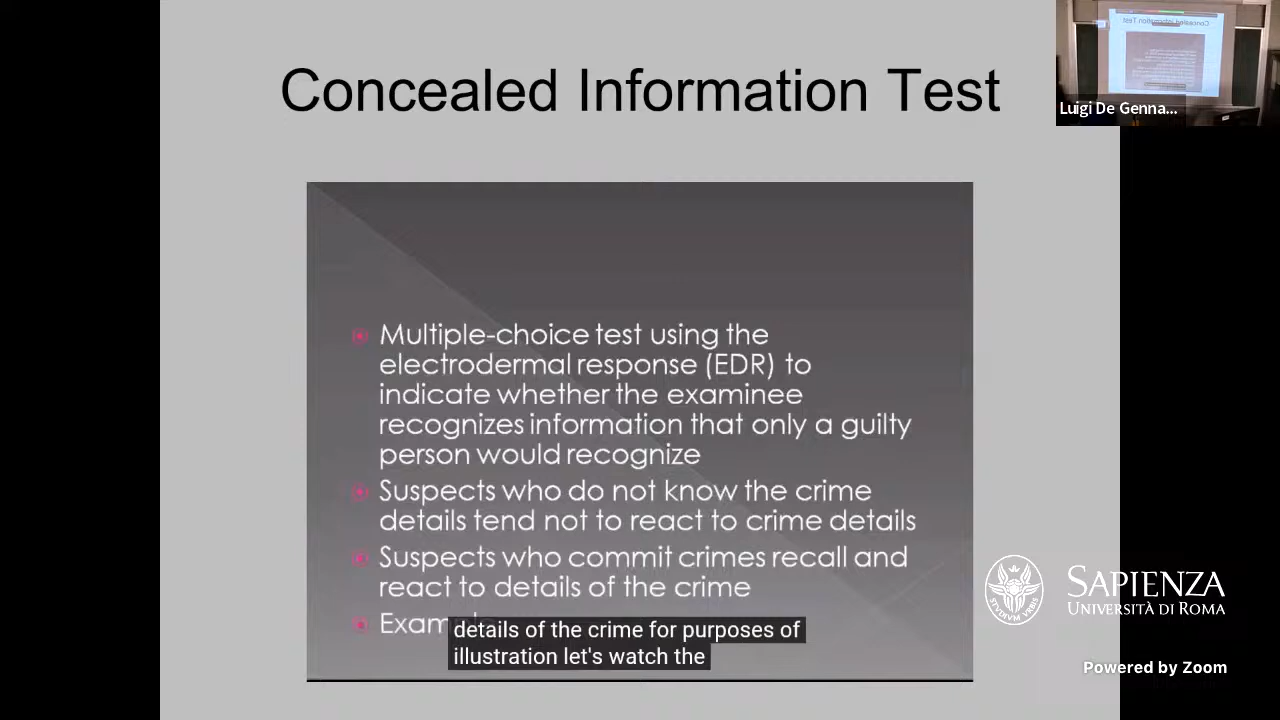 Concealed Information Test
Luigi De Genna...
Multiple-choice test using the
electrodermal response (EDR) to
indicate whether the examinee
recognizes information that only a guilty
person would recognize
Suspects who do not know the crime
details tend not to react to crime details
Suspects who commit crimes recall and
react to details of the crime
details of the crime for purposes of
illustration let's watch the
SAPIENZA
UNIVERSITÀ DI ROMA
STVDIVM VRBIS
Powered by Zoom